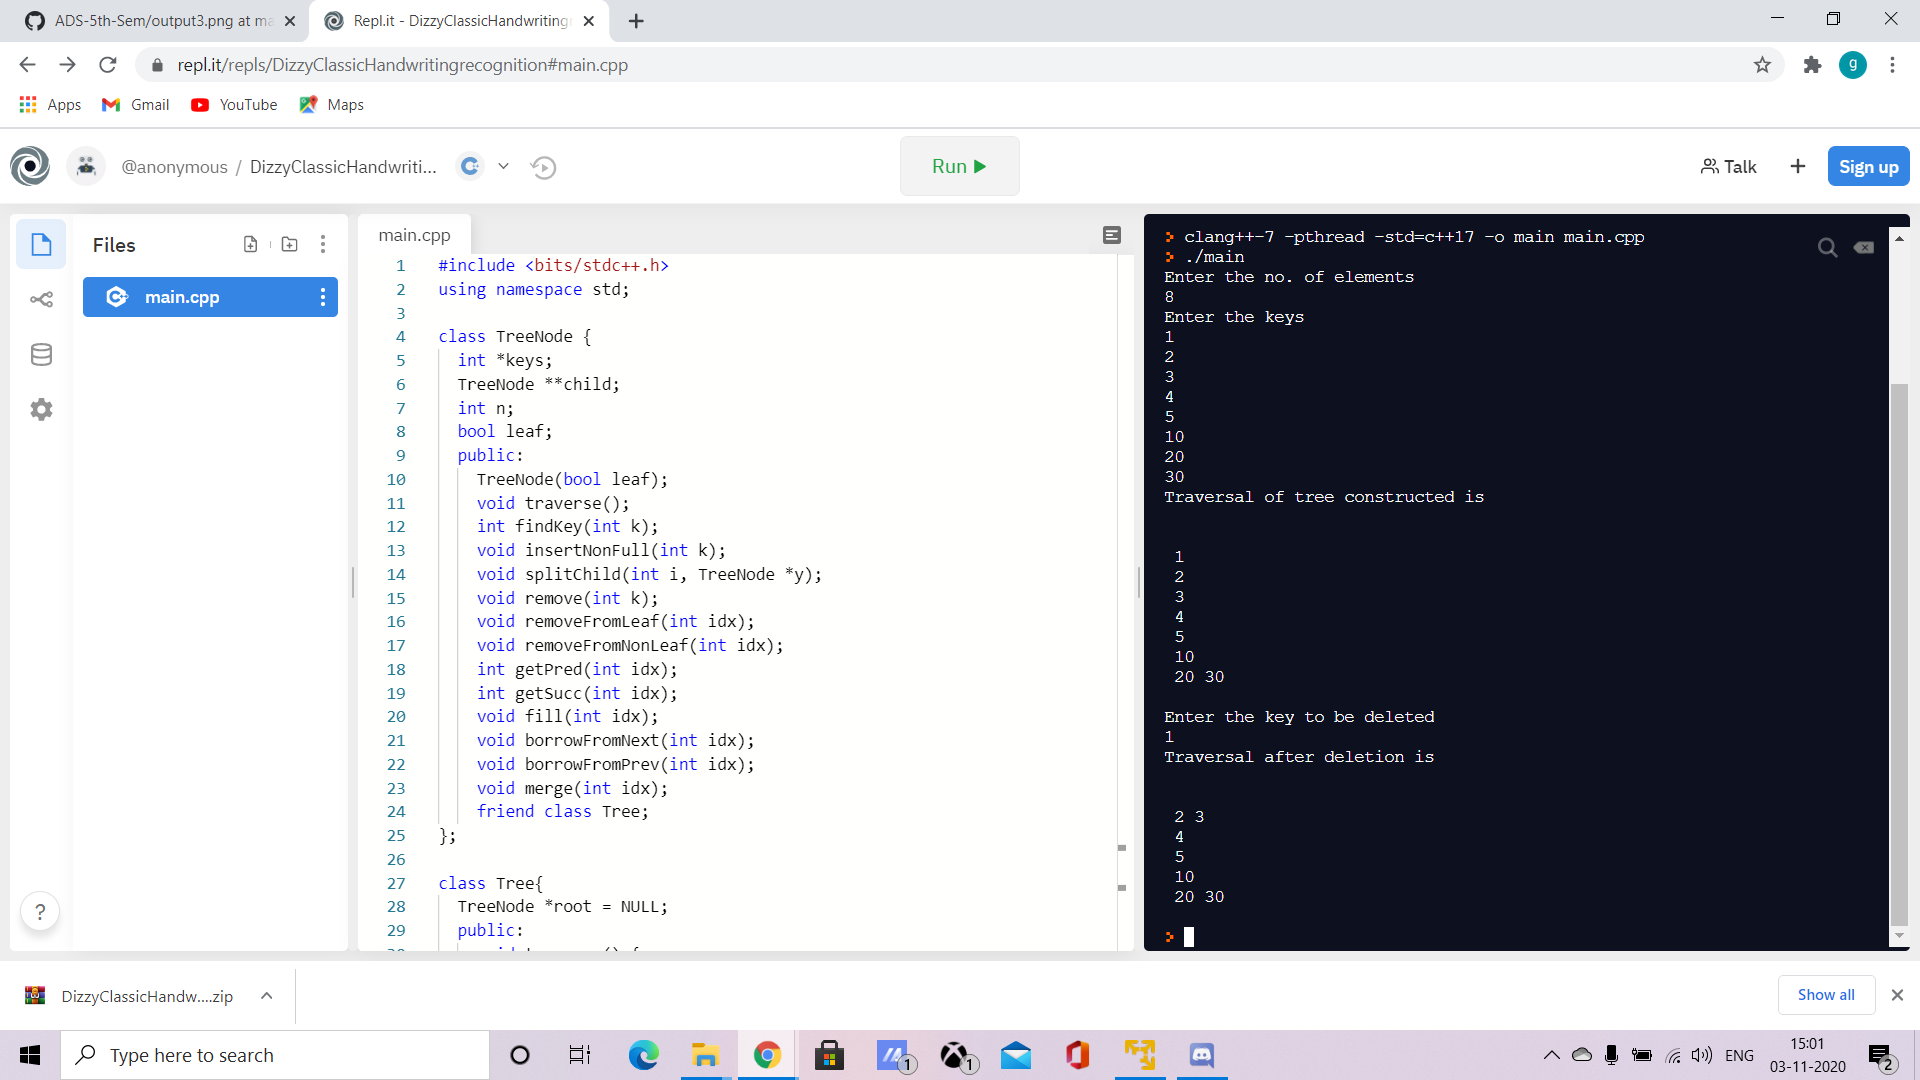 ADS-5th-Sem/output3.png at ma
Repl.it - DizzyClassicHandwriting
repl.it/repls/DizzyClassicHandwritingrecognition#main.cpp
g
Apps
Gmail
YouTube
Maps
@anonymous / DizzyClassicHandwriti...
Run
Talk
Sign up
Files
main.cpp
main.cpp
1 #include <bits/stdc++.h>
2 using namespace std;
3
4 class TreeNode {
5 int *keys;
6 TreeNode **child;
7 int n;
8 bool leaf;
9 public:
10 TreeNode(bool leaf);
11 void traverse();
12 int findKey(int k);
13 void insertNonFull(int k);
14 void splitChild(int i, TreeNode *y);
15 void remove(int k);
16 void removeFromLeaf(int idx);
17 void removeFromNonLeaf(int idx);
18 int getPred(int idx);
19 int getSucc(int idx);
20 void fill(int idx);
21 void borrowFromNext(int idx);
22 void borrowFromPrev(int idx);
23 void merge(int idx);
24 friend class Tree;
25 };
26
27 class Tree{
28 TreeNode *root = NULL;
29 public:
> clang++-7 -pthread -std=c++17 -o main main.cpp
> ./main
Enter the no. of elements
8
Enter the keys
1
2
3
4
5
10
20
30
Traversal of tree constructed is
1
2
3
4
5
10
20 30
Enter the key to be deleted
1
Traversal after deletion is
2 3
4
5
10
20 30
>
?
DizzyClassicHandw....zip
Show all
Type here to search
1
1
ENG
15:01
03-11-2020
2